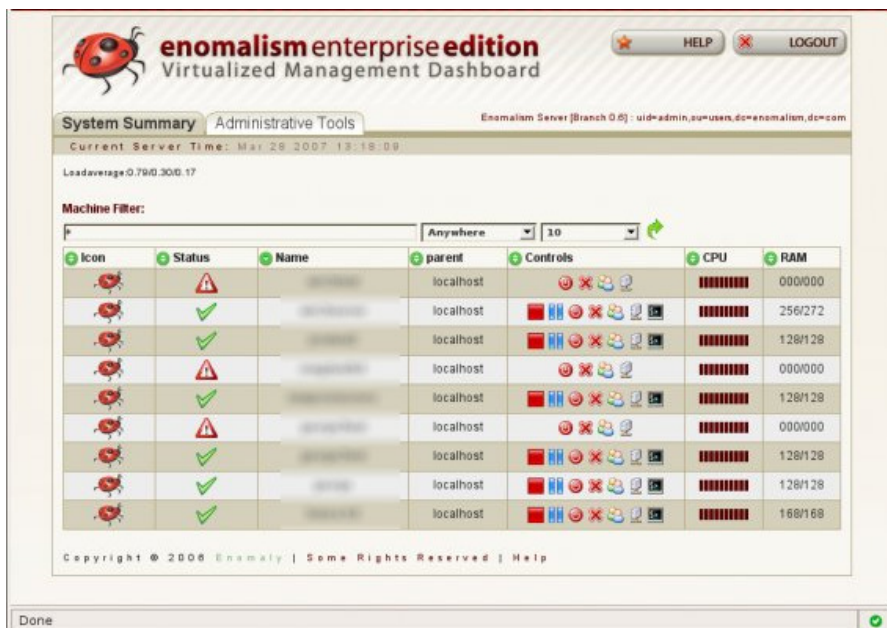 enomalism enterprise edition
Virtualized Management Dashboard
HELP
LOGOUT
System Summary
Administrative Tools
Enomalism Server [Branch 0.6] : uid=admin,ou=users,dc=enomalism,dc=com
Current Server Time: Mar 28 2007 13:18:09
Loadaverage:0.79/0.30/0.17
Machine Filter:
* Anywhere 10
Icon Status Name parent Controls CPU RAM
localhost 000/000
localhost 256/272
localhost 128/128
localhost 000/000
localhost 128/128
localhost 000/000
localhost 128/128
localhost 128/128
localhost 168/168
Copyright © 2006 Enomaly | Some Rights Reserved | Help
Done